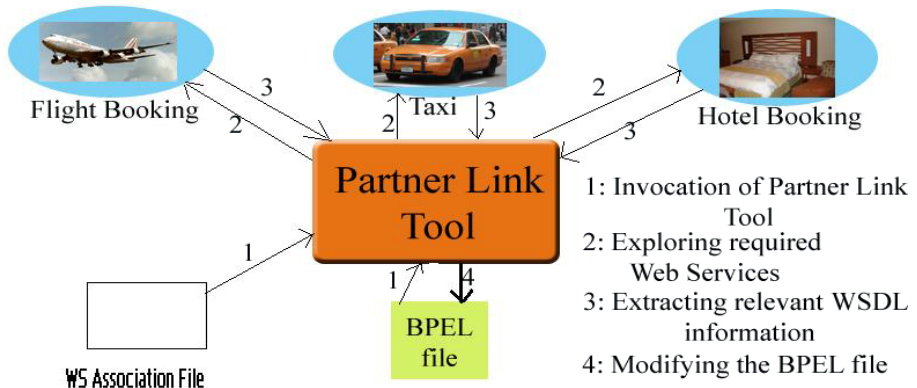 Flight Booking
Taxi
Hotel Booking
3
2
2
3
2
3
Partner Link
Tool
1
1
4
BPEL
file
WS Association File
1: Invocation of Partner Link
Tool
2: Exploring required
Web Services
3: Extracting relevant WSDL
information
4: Modifying the BPEL file